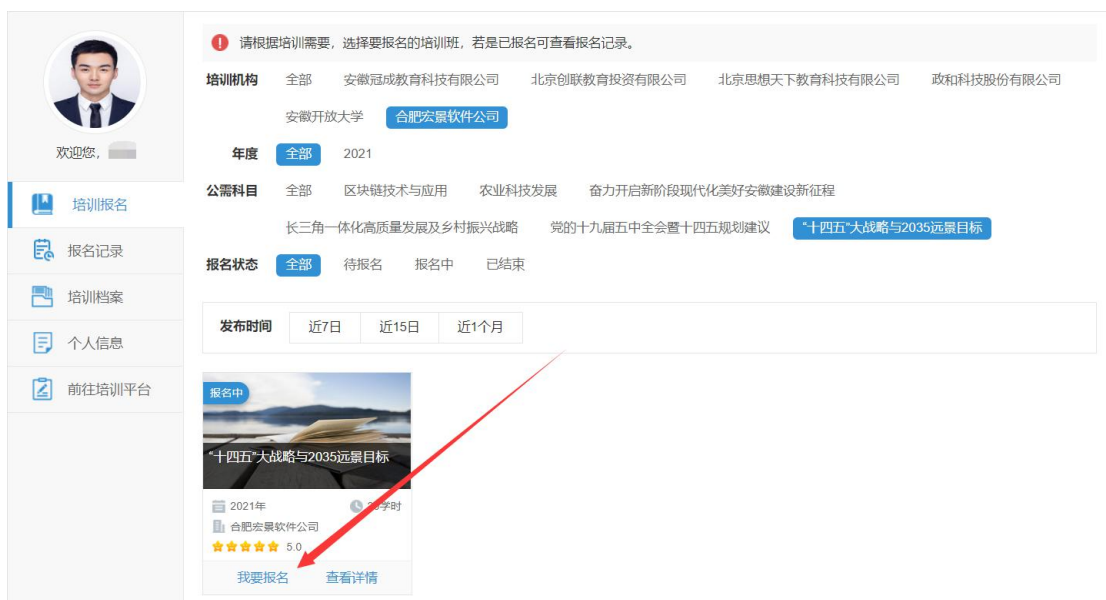 请根据培训需要，选择要报名的培训班，若是已报名可查看报名记录。
培训机构 全部 安徽冠成教育科技有限公司 北京创联教育投资有限公司 北京思想天下教育科技有限公司 政和科技股份有限公司
安徽开放大学 合肥宏景软件公司
欢迎您，
年度 全部 2021
公需科目 全部 区块链技术与应用 农业科技发展 奋力开启新阶段现代化美好安徽建设新征程
长三角一体化高质量发展及乡村振兴战略 党的十九届五中全会暨十四五规划建议 “十四五”大战略与2035远景目标
报名状态 全部 待报名 报名中 已结束
培训报名
报名记录
培训档案
个人信息
前往培训平台
发布时间 近7日 近15日 近1个月
报名中
“十四五”大战略与2035远景目标
2021年 学时
合肥宏景软件公司
5.0
我要报名 查看详情